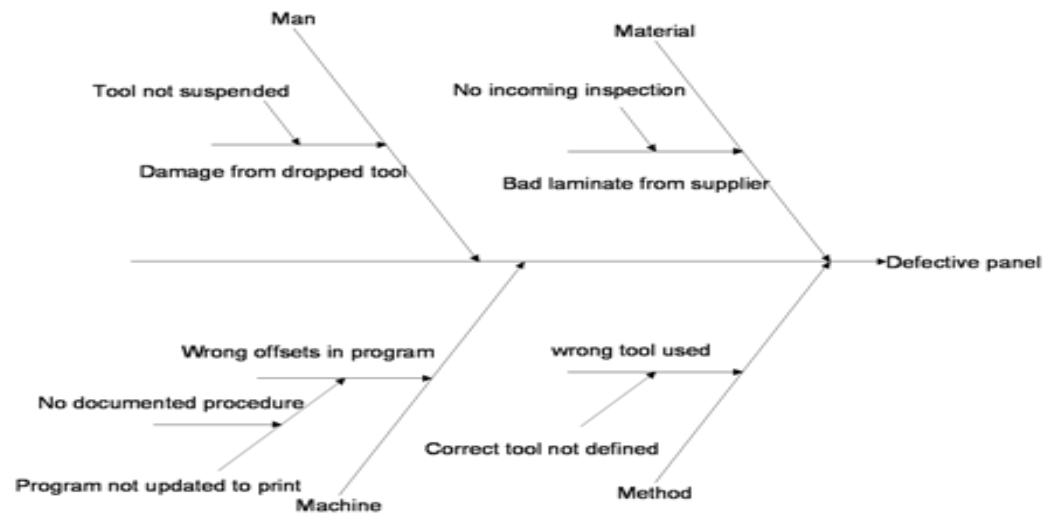 Man
Material
Tool not suspended
No incoming inspection
Damage from dropped tool
Bad laminate from supplier
Defective panel
Wrong offsets in program
wrong tool used
No documented procedure
Correct tool not defined
Program not updated to print
Machine
Method